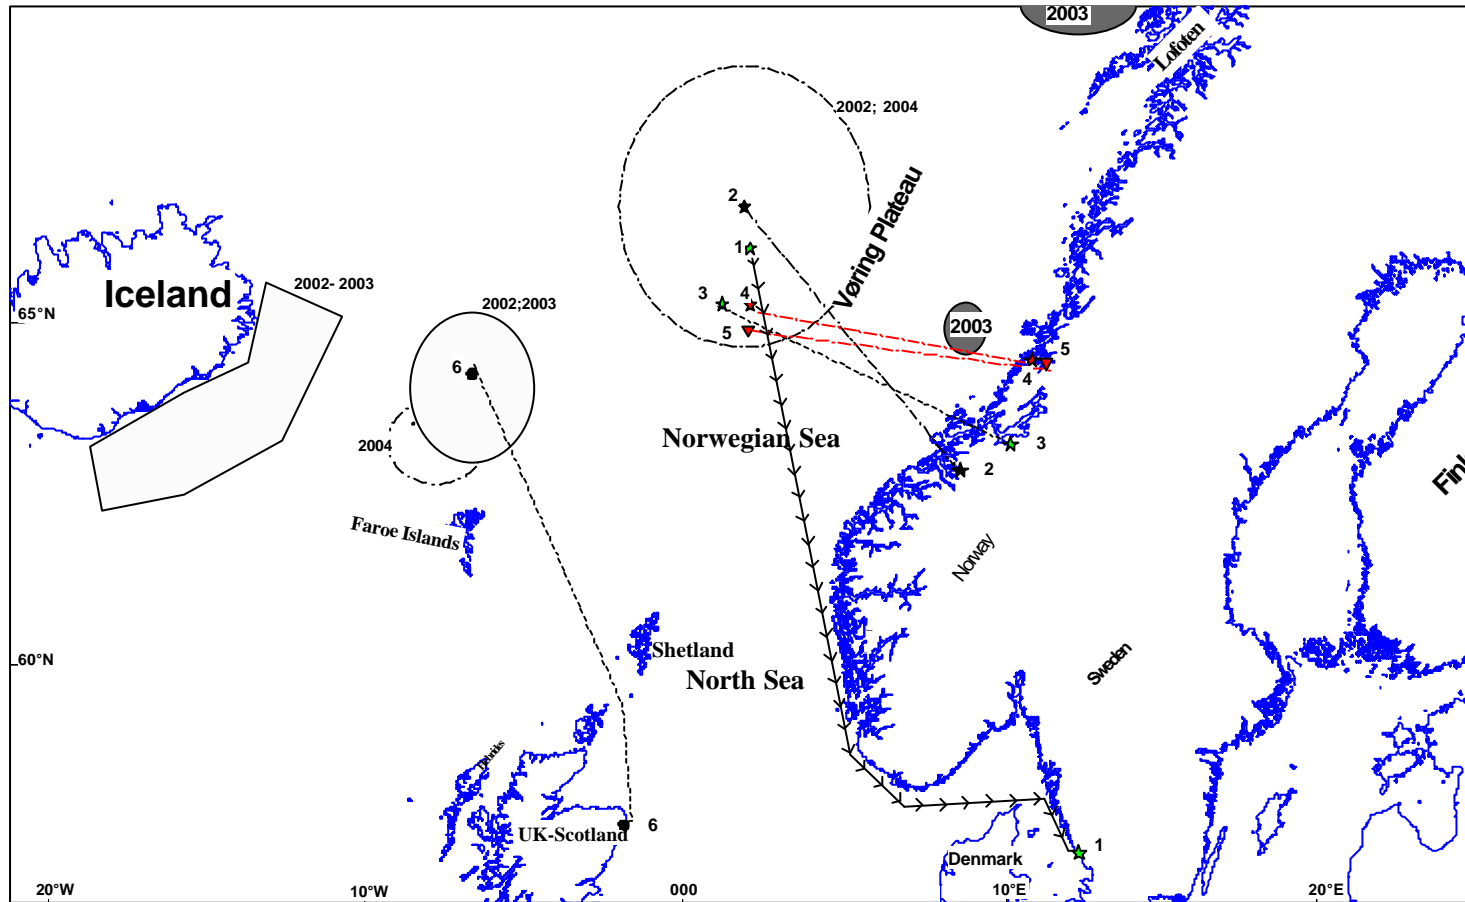 2003
Lofoten
2002; 2004
2
Vøring Plateau
1
Iceland
2002- 2003
3
4
2002;2003
65°N
5
2003
5
6
4
2004
Norwegian Sea
3
2
Finl
Faroe Islands
Norway
Shetland
60°N
North Sea
Sweden
UK-Scotland
6
1
Denmark
20°W
10°W
000
10°E
20°E